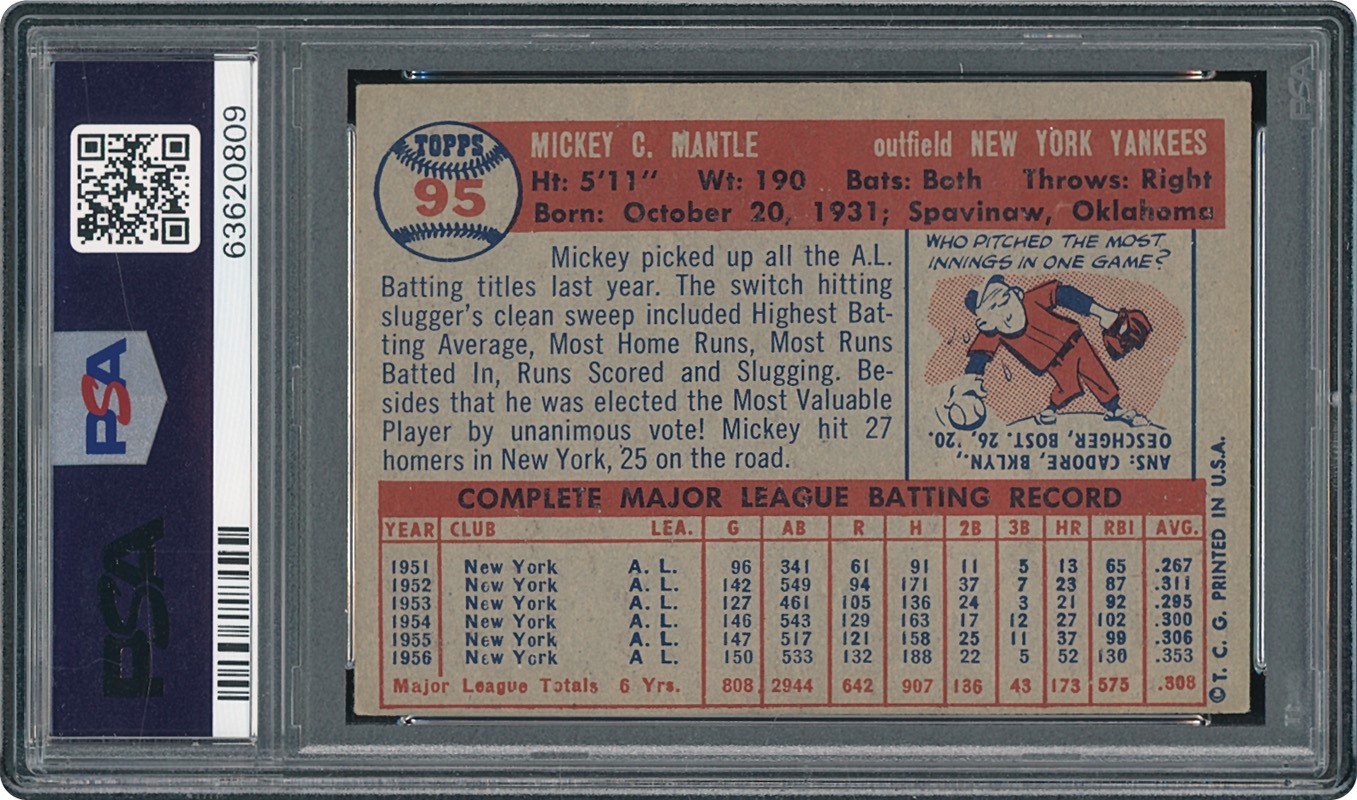 63620809
PSA
PSA
PSA
TOPPS
95
MICKEY C. MANTLE outfield NEW YORK YANKEES
Ht: 5'11" Wt: 190 Bats: Both Throws: Right
Born: October 20, 1931; Spavinaw, Oklahoma
Mickey picked up all the A.L.
Batting titles last year. The switch hitting
slugger's clean sweep included Highest Bat-
ting Average, Most Home Runs, Most Runs
Batted In, Runs Scored and Slugging. Be-
sides that he was elected the Most Valuable
Player by unanimous vote! Mickey hit 27
homers in New York, 25 on the road.
WHO PITCHED THE MOST
INNINGS IN ONE GAME?
ANS: CADORE, BKLYN.,
OESCHGER, BOST. 26, '20.
COMPLETE MAJOR LEAGUE BATTING RECORD
YEAR CLUB LEA. G AB R H 2B 3B HR RBI AVG.
1951 New York A. L. 96 341 61 91 11 5 13 65 .267
1952 New York A. L. 142 549 94 171 37 7 23 87 .311
1953 New York A. L. 127 461 105 136 24 3 21 92 .295
1954 New York A. L. 146 543 129 163 17 12 27 102 .300
1955 New York A. L. 147 517 121 158 25 11 37 99 .306
1956 New York A L. 150 533 132 188 22 5 52 130 .353
Major League Totals 6 Yrs. 808 2944 642 907 136 43 173 575 .308
© T. C. G. PRINTED IN U.S.A.